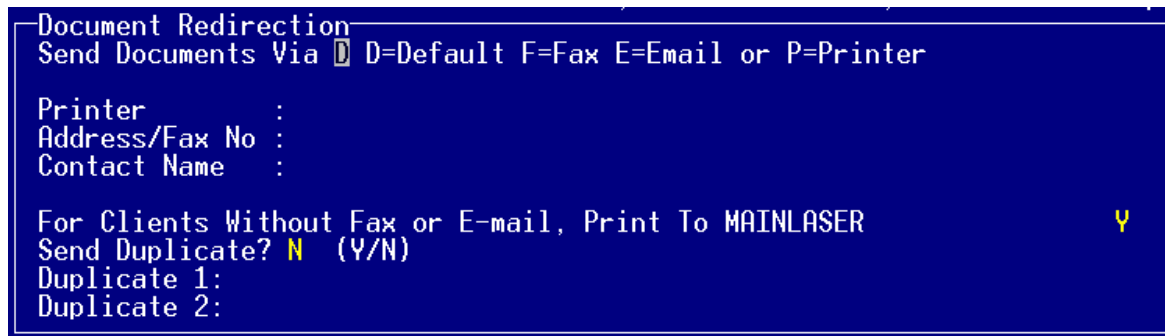 Document Redirection
Send Documents Via D D=Default F=Fax E=Email or P=Printer
Printer :
Address/Fax No :
Contact Name :
For Clients Without Fax or E-mail, Print To MAINLASER Y
Send Duplicate? N (Y/N)
Duplicate 1:
Duplicate 2: